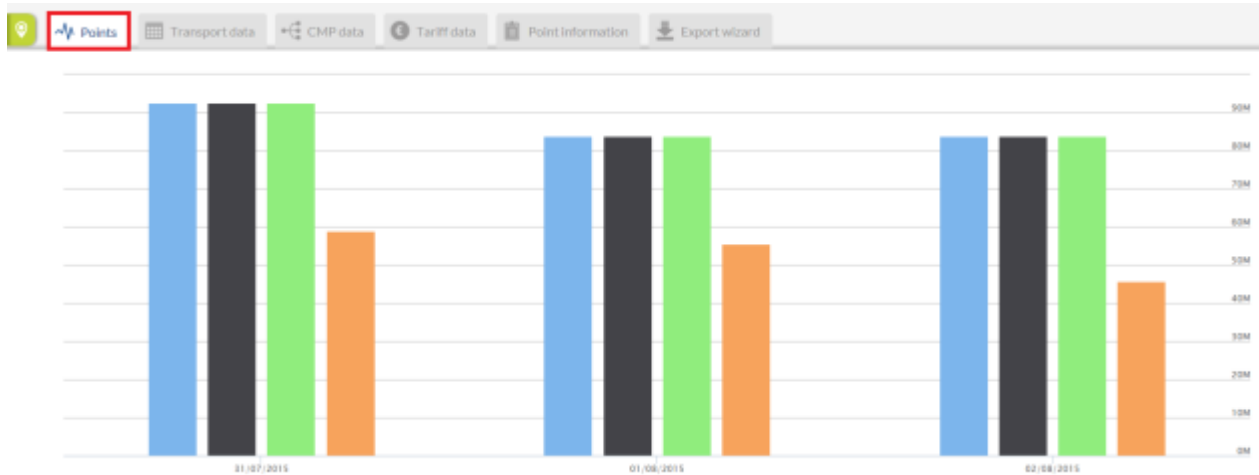 Points Transport data CMP data Tariff data Point Information Export wizard
90M
80M
70M
60M
50M
40M
30M
20M
10M
0M
31/07/2015 01/08/2015 02/08/2015